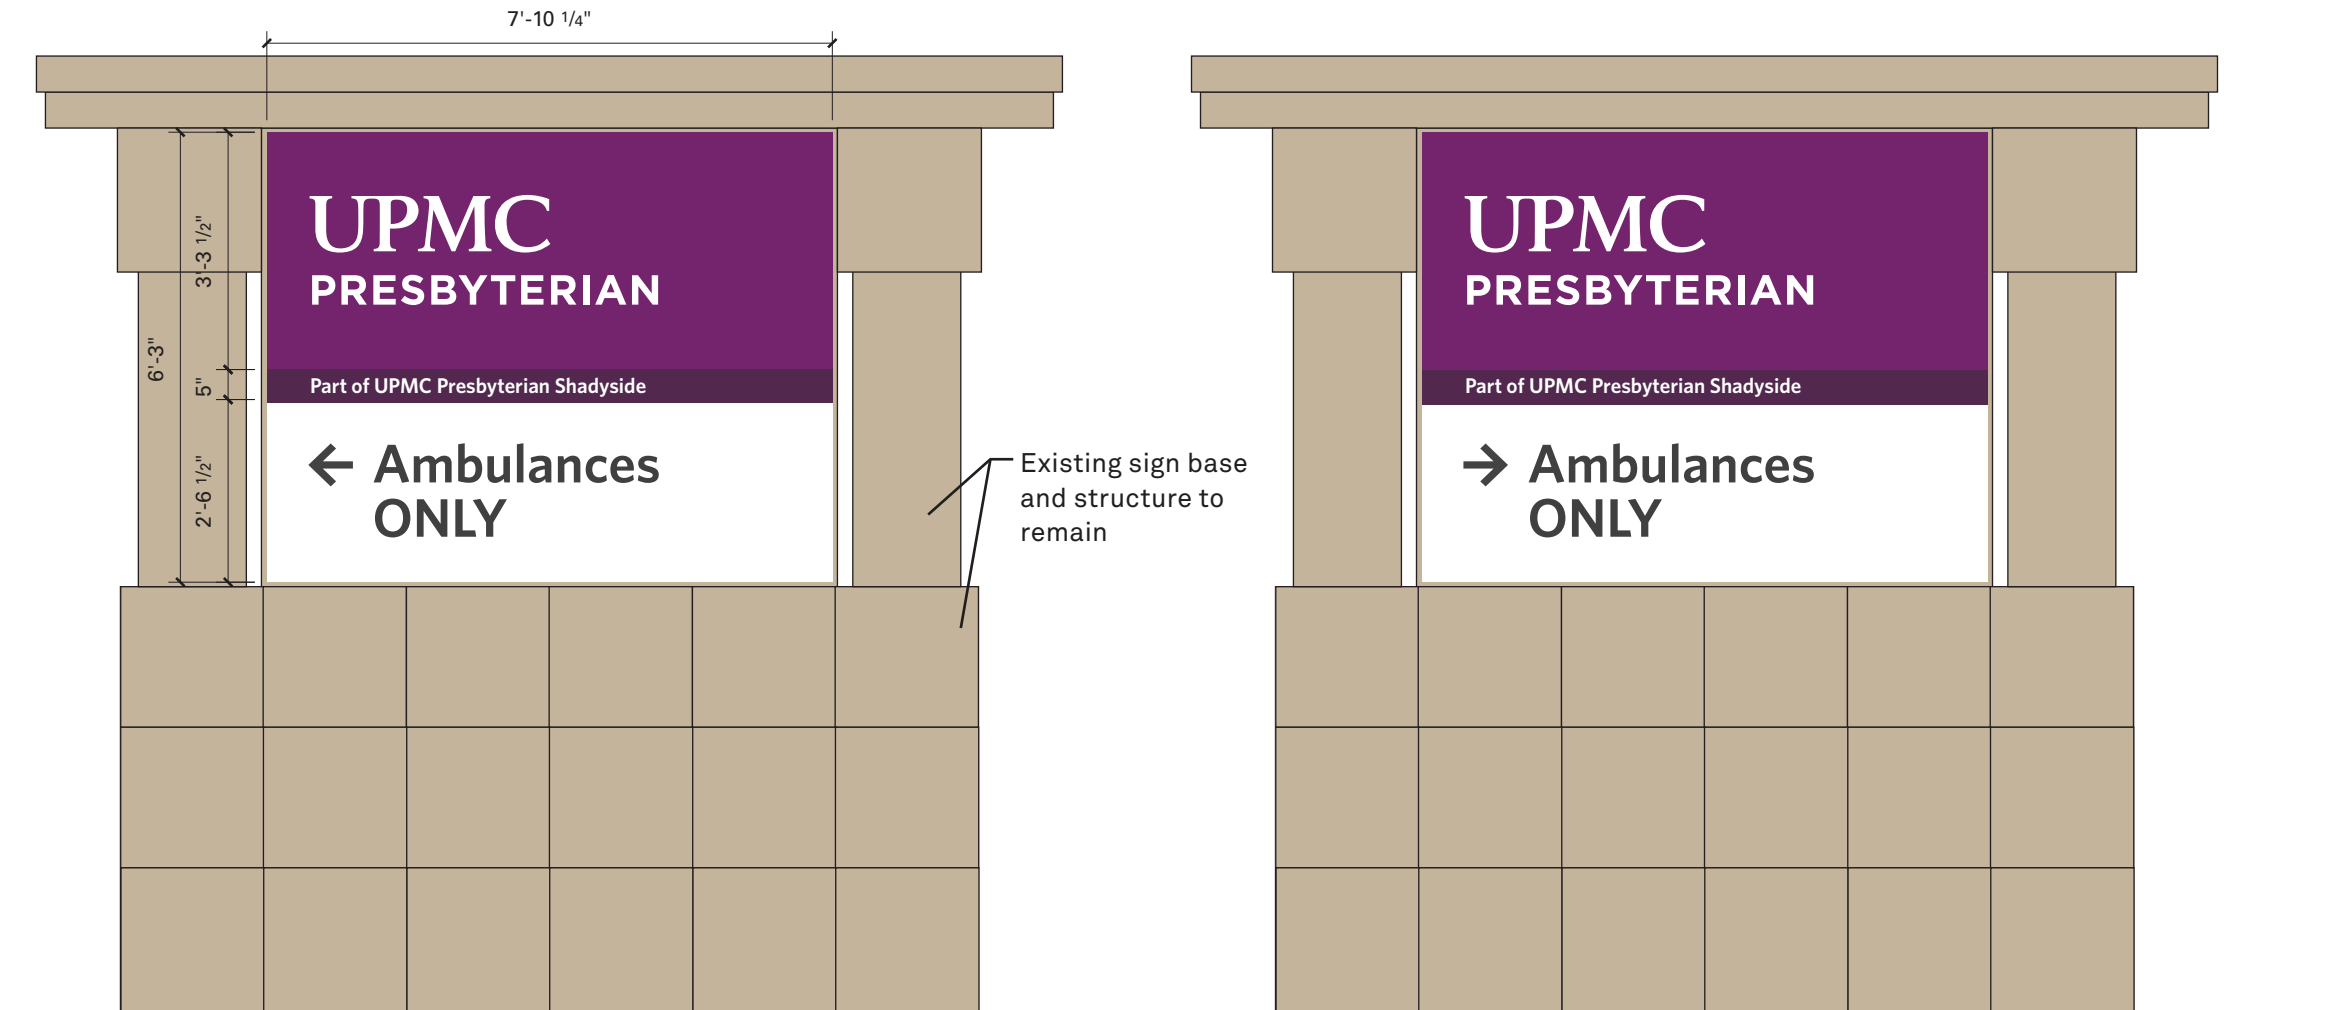 7'-10 1/4"
UPMC
PRESBYTERIAN
Part of UPMC Presbyterian Shadyside
← Ambulances
ONLY
3'-3 1/2"
6'-3"
5"
2'-6 1/2"
Existing sign base
and structure to
remain
UPMC
PRESBYTERIAN
Part of UPMC Presbyterian Shadyside
→ Ambulances
ONLY